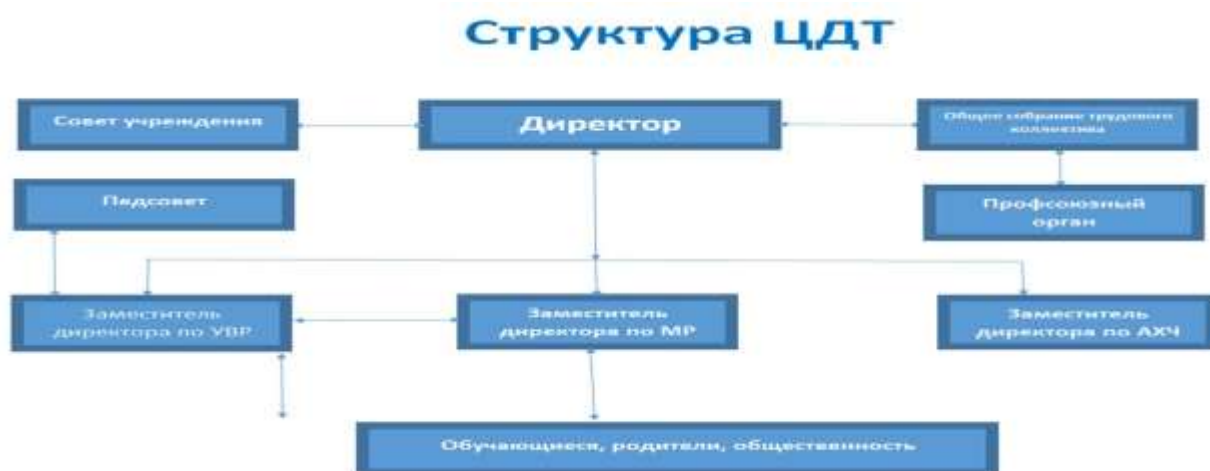 Структура ЦДТ
Совет учреждения
Директор
Общее собрание трудового
коллектива
Педсовет
Профсоюзный
орган
Заместитель
директора по УВР
Заместитель
директора по МР
Заместитель
директора по АХЧ
Обучающиеся, родители, общественность